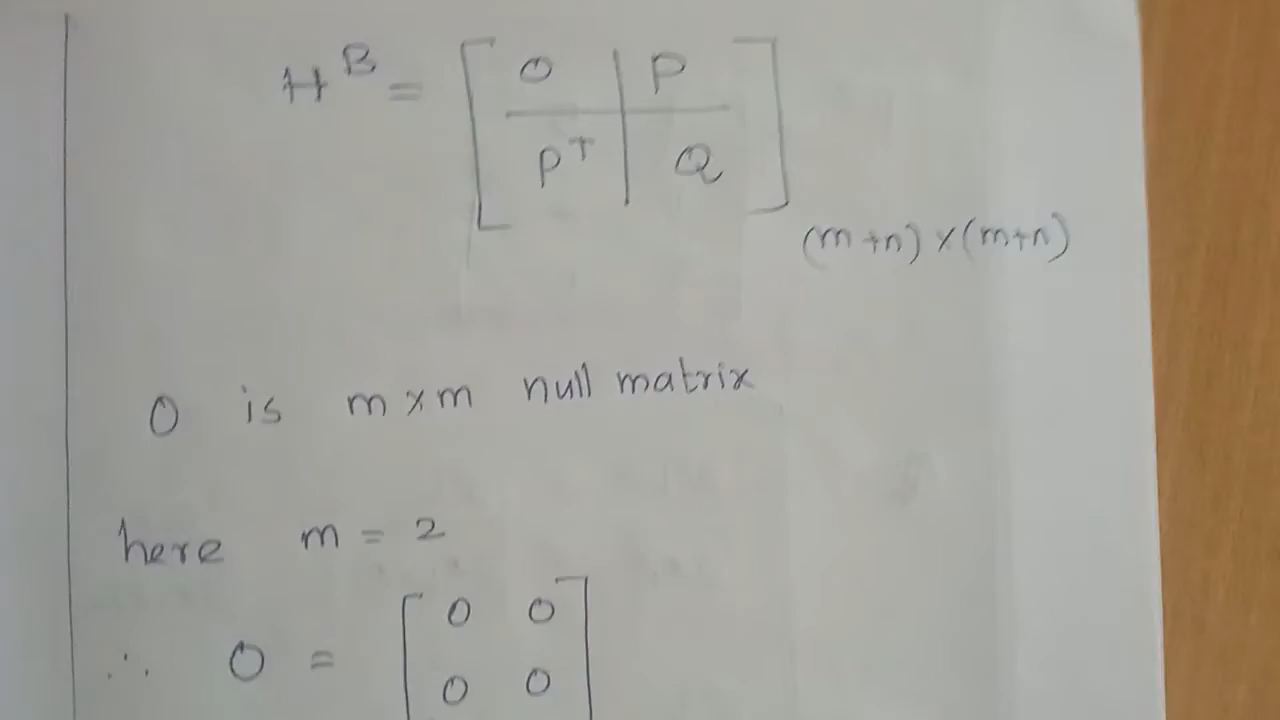 H^B = [ O | P
P^T | Q ] (m+n) x (m+n)
O is m x m null matrix
here m = 2
∴ O = [ 0 0
0 0